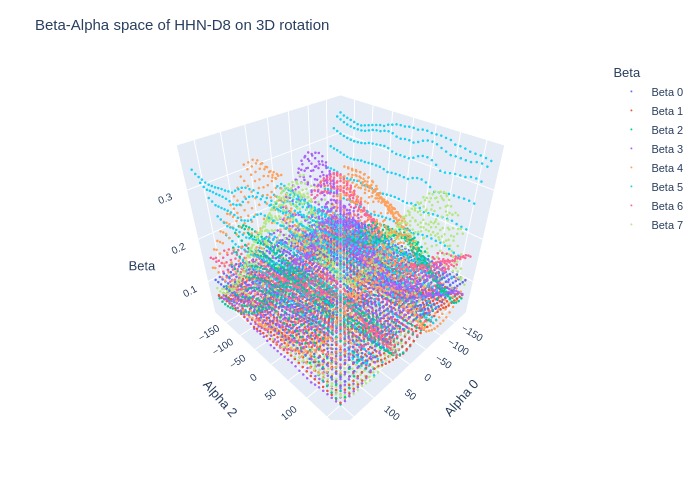 Beta-Alpha space of HHN-D8 on 3D rotation
Beta
Beta 0
Beta 1
Beta 2
Beta 3
Beta 4
Beta 5
Beta 6
Beta 7
0.3
0.2
0.1
Beta
−150
−100
−50
0
50
100
Alpha 2
−150
−100
−50
0
50
100
Alpha 0